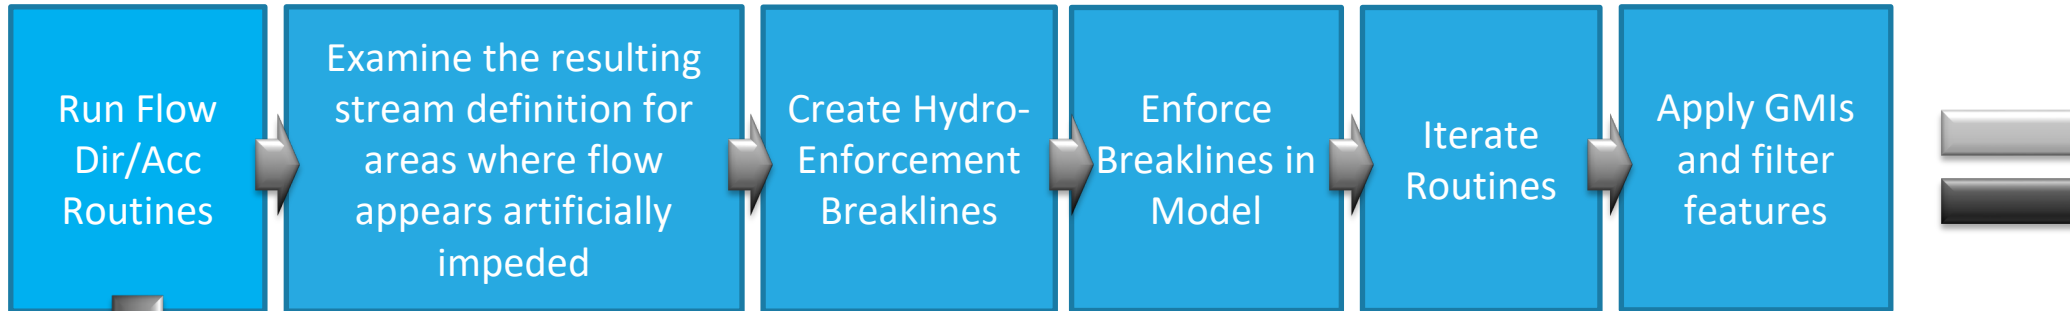 Run Flow
Dir/Acc
Routines
Examine the resulting
stream definition for
areas where flow
appears artificially
impeded
Create Hydro-
Enforcement
Breaklines
Enforce
Breaklines in
Model
Iterate
Routines
Apply GMIs
and filter
features